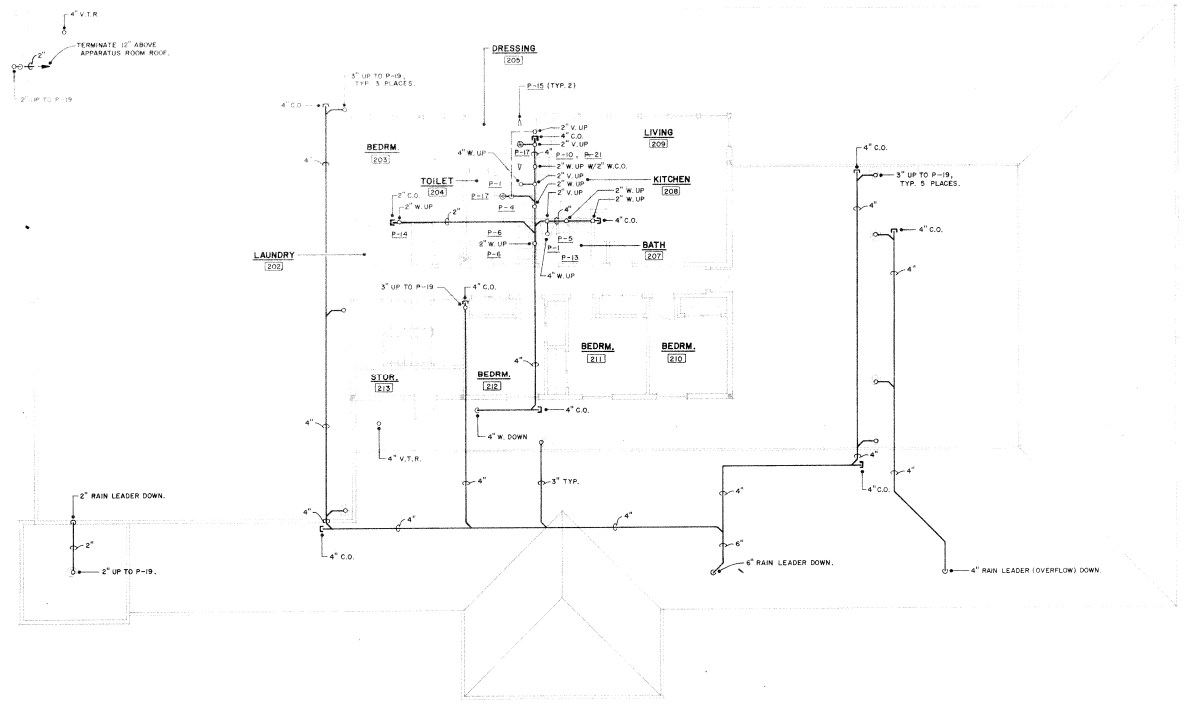 4" V.T.R.
TERMINATE 12" ABOVE
APPARATUS ROOM ROOF.
2"
2" UP TO P-19
DRESSING
205
3" UP TO P-19,
TYP. 3 PLACES.
P-15 (TYP. 2)
4" C.O.
2" V. UP
4" C.O.
2" V. UP
LIVING
209
BEDRM.
203
4"
4" W. UP
P-17
4"
P-10, P-21
2" W. UP W/2" W.C.O.
4" C.O.
3" UP TO P-19,
TYP. 5 PLACES.
TOILET
204
P-1
2" V. UP
2" W. UP
2" V. UP
KITCHEN
208
2" C.O.
2" W. UP
P-17
P-4
2" W. UP
2" W. UP
4"
2"
4"
4" C.O.
4" C.O.
P-14
P-6
2" W. UP
P-6
P-5
P-1
P-13
BATH
207
LAUNDRY
202
4" W. UP
4"
3" UP TO P-19
4" C.O.
BEDRM.
211
BEDRM.
210
4"
STOR.
213
BEDRM.
212
4" C.O.
4" W. DOWN
4"
4" V.T.R.
4"
4"
4" C.O.
4"
3" TYP.
4"
2" RAIN LEADER DOWN.
4"
4"
4"
4" C.O.
2"
6"
2" UP TO P-19.
6" RAIN LEADER DOWN.
4" RAIN LEADER (OVERFLOW) DOWN.